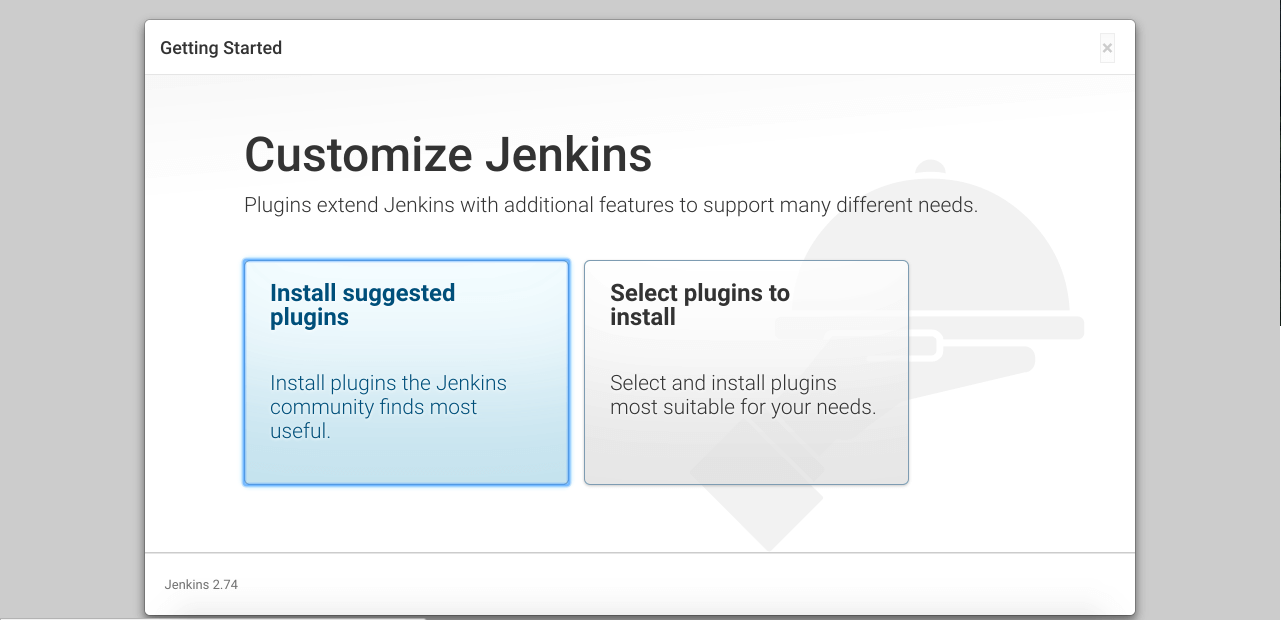 Getting Started
×
Customize Jenkins
Plugins extend Jenkins with additional features to support many different needs.
Install suggested
plugins
Install plugins the Jenkins
community finds most
useful.
Select plugins to
install
Select and install plugins
most suitable for your needs.
Jenkins 2.74